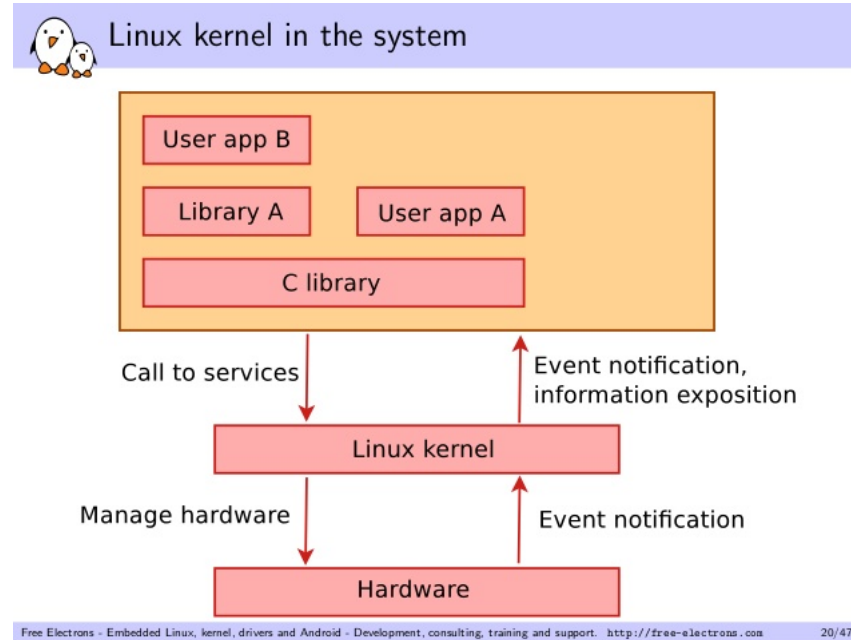 Linux kernel in the system
User app B
Library A
User app A
C library
Call to services
Event notification,
information exposition
Linux kernel
Manage hardware
Event notification
Hardware
Free Electrons - Embedded Linux, kernel, drivers and Android - Development, consulting, training and support. http://free-electrons.com 20/47